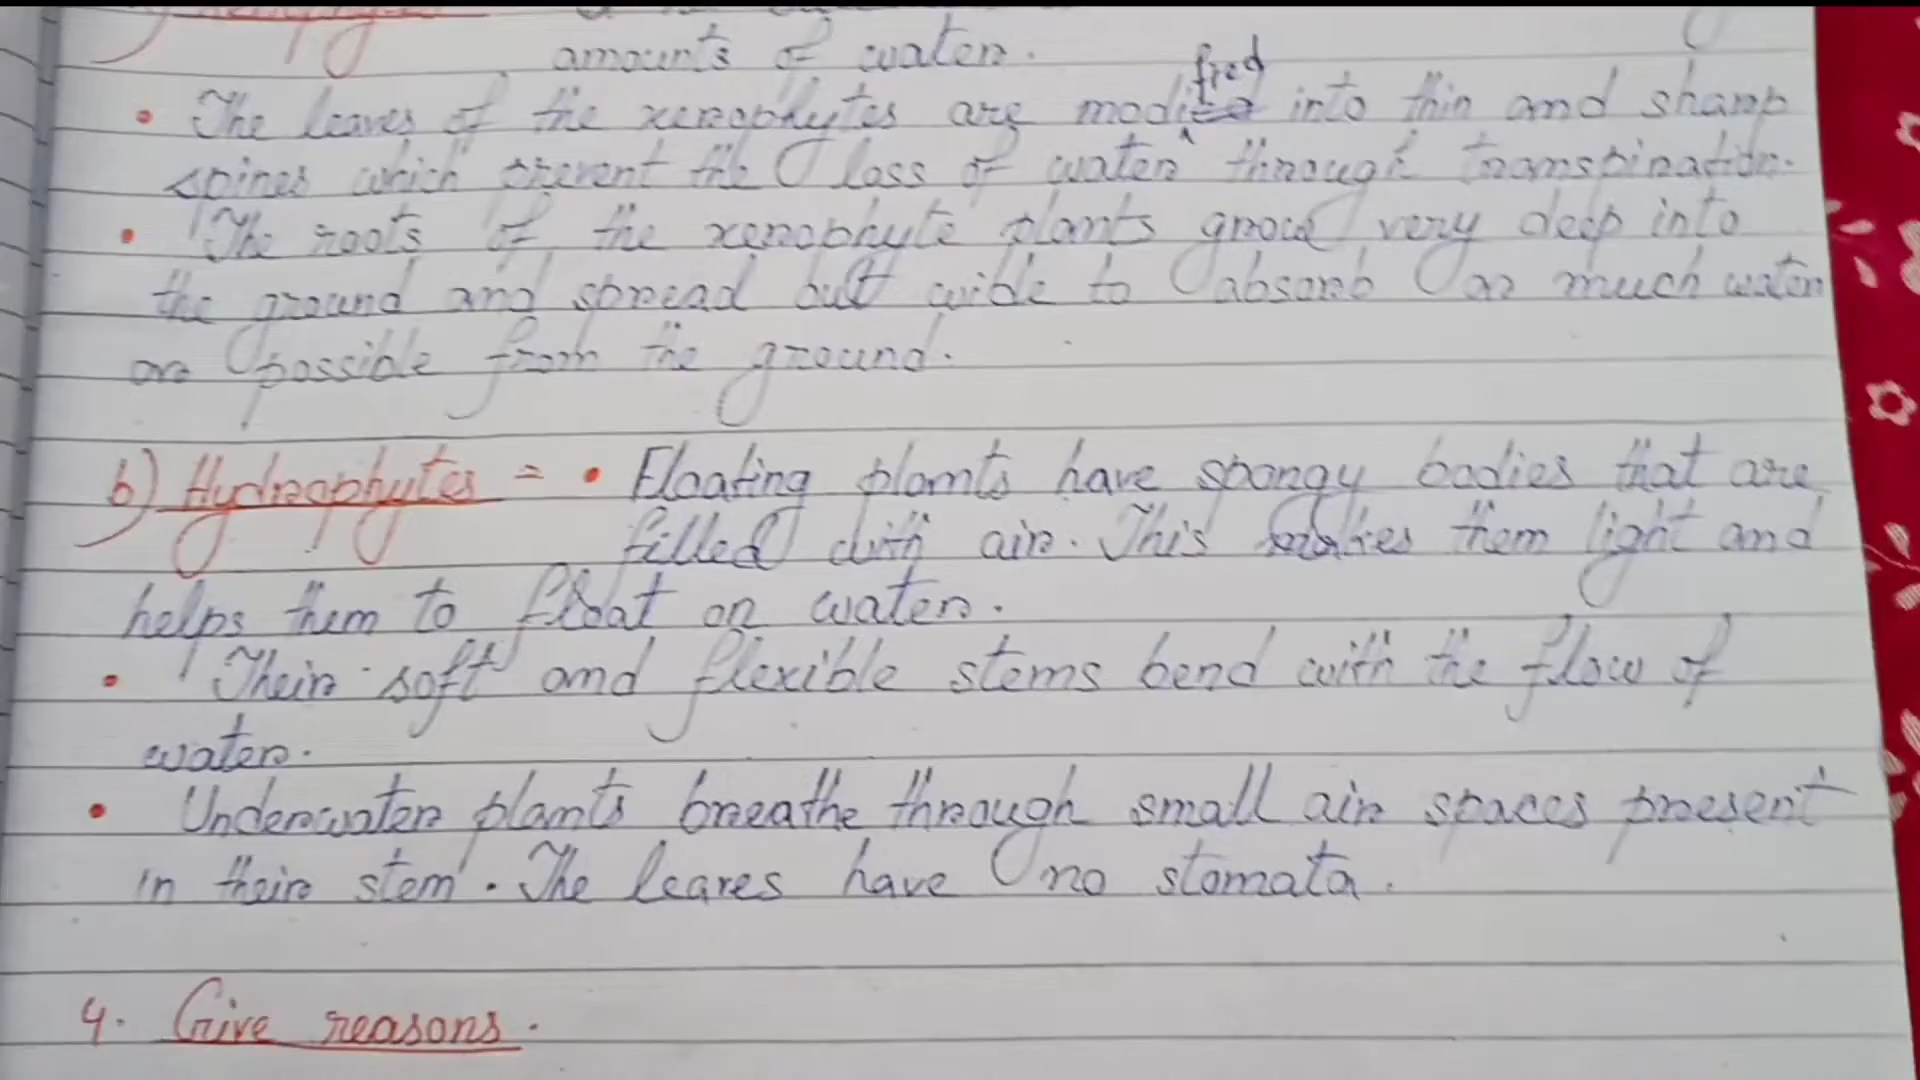 amounts of water.
• The leaves of the xerophytes are modified into thin and sharp
spines which prevent the loss of water through transpiration.
• The roots of the xerophyte plants grow very deep into
the ground and spread out wide to absorb as much water
as possible from the ground.
b) Hydrophytes = • Floating plants have spongy bodies that are
filled with air. This makes them light and
helps them to float on water.
• Their soft and flexible stems bend with the flow of
water.
• Underwater plants breathe through small air spaces present
in their stem. The leaves have no stomata.
4. Give reasons.